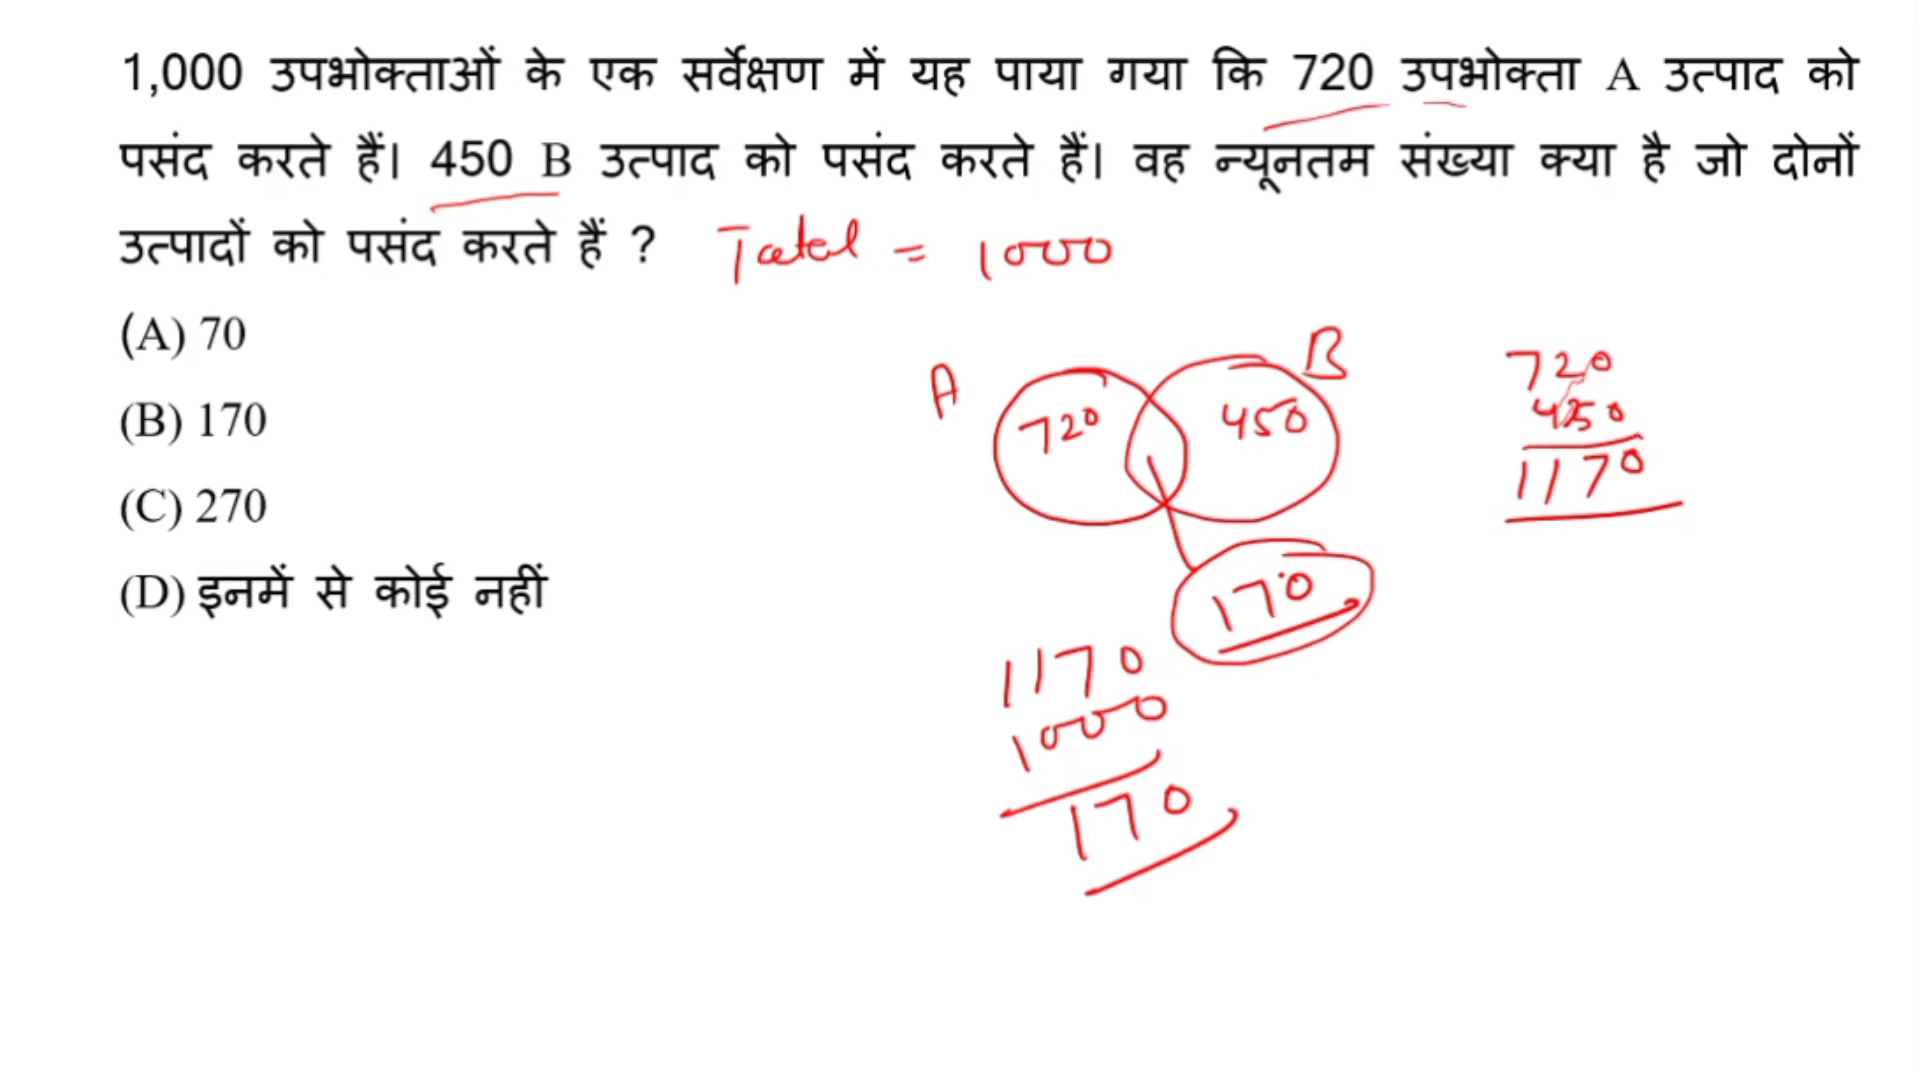 1,000 उपभोक्ताओं के एक सर्वेक्षण में यह पाया गया कि 720 उपभोक्ता A उत्पाद को
पसंद करते हैं। 450 B उत्पाद को पसंद करते हैं। वह न्यूनतम संख्या क्या है जो दोनों
उत्पादों को पसंद करते हैं ? Total = 1000
(A) 70
(B) 170
(C) 270
(D) इनमें से कोई नहीं
A
B
720
450
170
720
450
1170
1170
1000
170